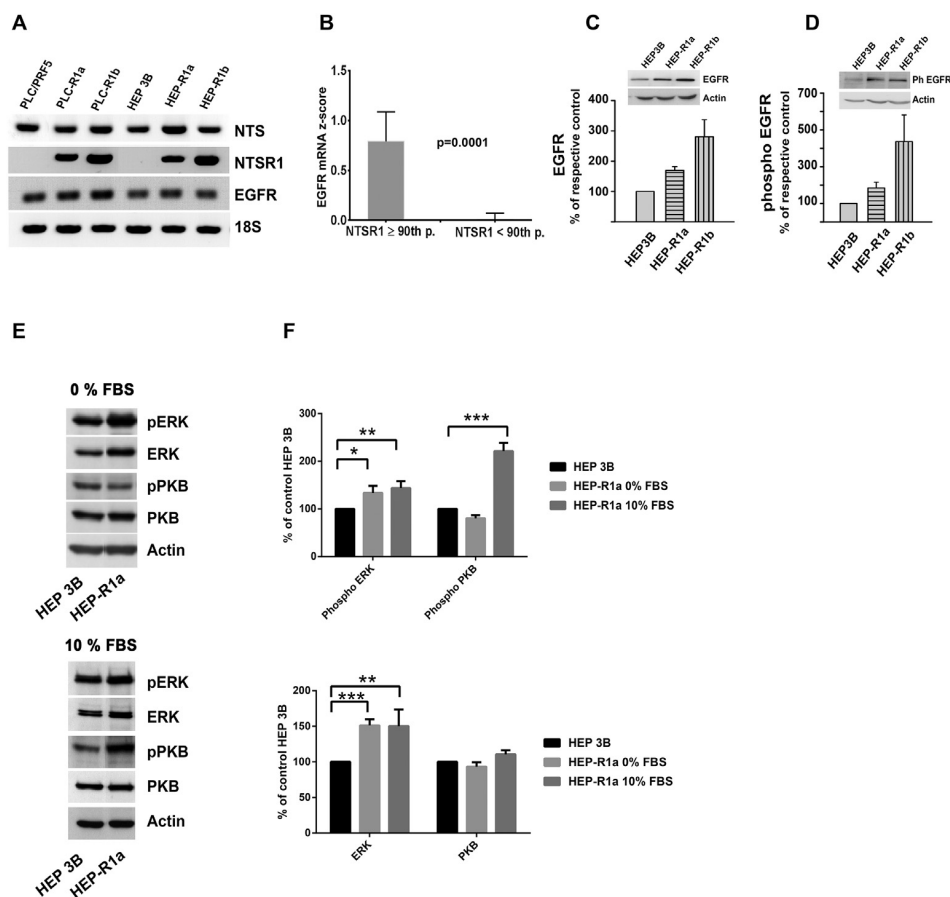 A
PLC/PRF5
PLC-R1a
PLC-R1b
HEP 3B
HEP-R1a
HEP-R1b
NTS
NTSR1
EGFR
18S
B
EGFR mRNA z-score
1.5
1.0
0.5
0.0
p=0.0001
NTSR1 ≥ 90th p.
NTSR1 < 90th p.
C
HEP3B
HEP-R1a
HEP-R1b
EGFR
Actin
EGFR
% of respective control
400
300
200
100
HEP3B
HEP-R1a
HEP-R1b
D
HEP3B
HEP-R1a
HEP-R1b
Ph EGFR
Actin
phospho EGFR
% of respective control
700
500
300
100
HEP3B
HEP-R1a
HEP-R1b
E
0 % FBS
pERK
ERK
pPKB
PKB
Actin
HEP 3B
HEP-R1a
10 % FBS
pERK
ERK
pPKB
PKB
Actin
HEP 3B
HEP-R1a
F
% of control HEP 3B
300
200
100
0
*
**
***
Phospho ERK
Phospho PKB
HEP 3B
HEP-R1a 0% FBS
HEP-R1a 10% FBS
% of control HEP 3B
200
150
100
50
0
***
**
ERK
PKB
HEP 3B
HEP-R1a 0% FBS
HEP-R1a 10% FBS